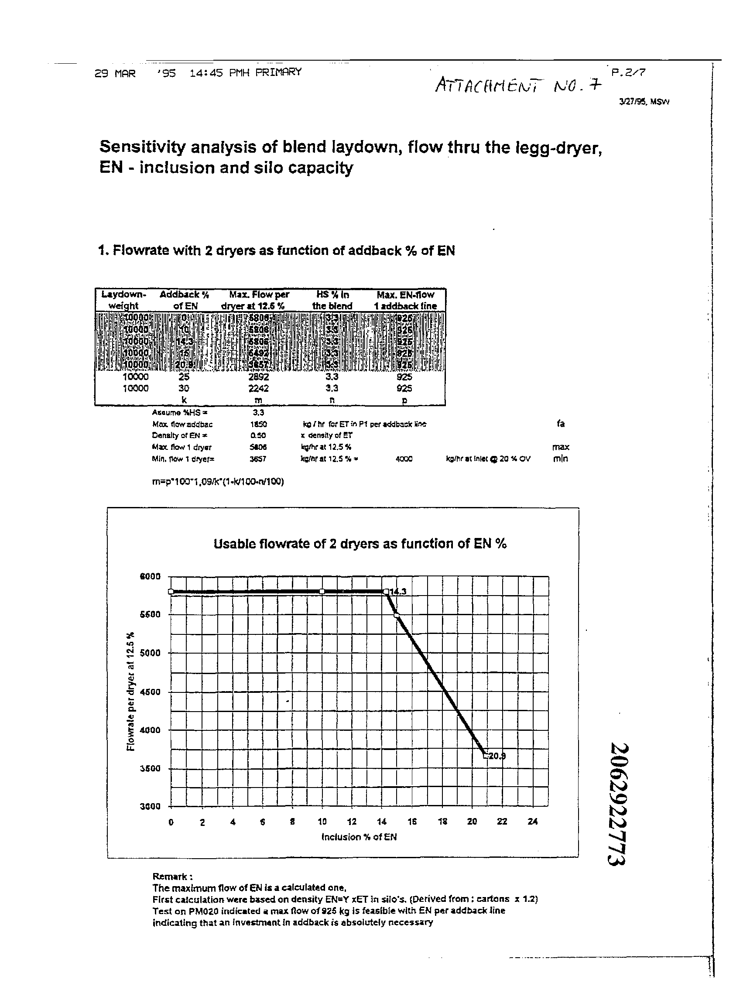 29 MAR '95 14:45 PMH PRIMARY
ATTACHMENT NO. 7
P.2/7
3/27/95, MSW
Sensitivity analysis of blend laydown, flow thru the legg-dryer,
EN - inclusion and silo capacity
1. Flowrate with 2 dryers as function of addback % of EN
Laydown- Addback % Max. Flow per HS % in Max. EN-flow
weight of EN dryer at 12.5 % the blend 1 addback line
10000 0 5806 3.3 925
10000 10 5806 3.3 925
10000 14.3 5806 3.3 925
10000 15 5492 3.3 925
10000 20.9 3657 3.3 925
10000 25 2892 3.3 925
10000 30 2242 3.3 925
k m n p
Assume %HS = 3.3
Max. flow addbac 1850 kg / hr for ET in P1 per addback line fa
Density of EN = 0.50 x density of ET
Max. flow 1 dryer 5806 kg/hr at 12.5 % max
Min. flow 1 dryer= 3657 kg/hr at 12.5 % = 4000 kg/hr at inlet @ 20 % OV min
m=p*100*1,09/k*(1-k/100-n/100)
Usable flowrate of 2 dryers as function of EN %
Flowrate per dryer at 12.5 %
6000
5500
5000
4500
4000
3500
3000
14.3
20.9
0 2 4 6 8 10 12 14 16 18 20 22 24
Inclusion % of EN
2062922773
Remark :
The maximum flow of EN is a calculated one,
First calculation were based on density EN=Y xET in silo's. (Derived from : cartons x 1.2)
Test on PM020 indicated a max flow of 925 kg is feasible with EN per addback line
indicating that an investment in addback is absolutely necessary